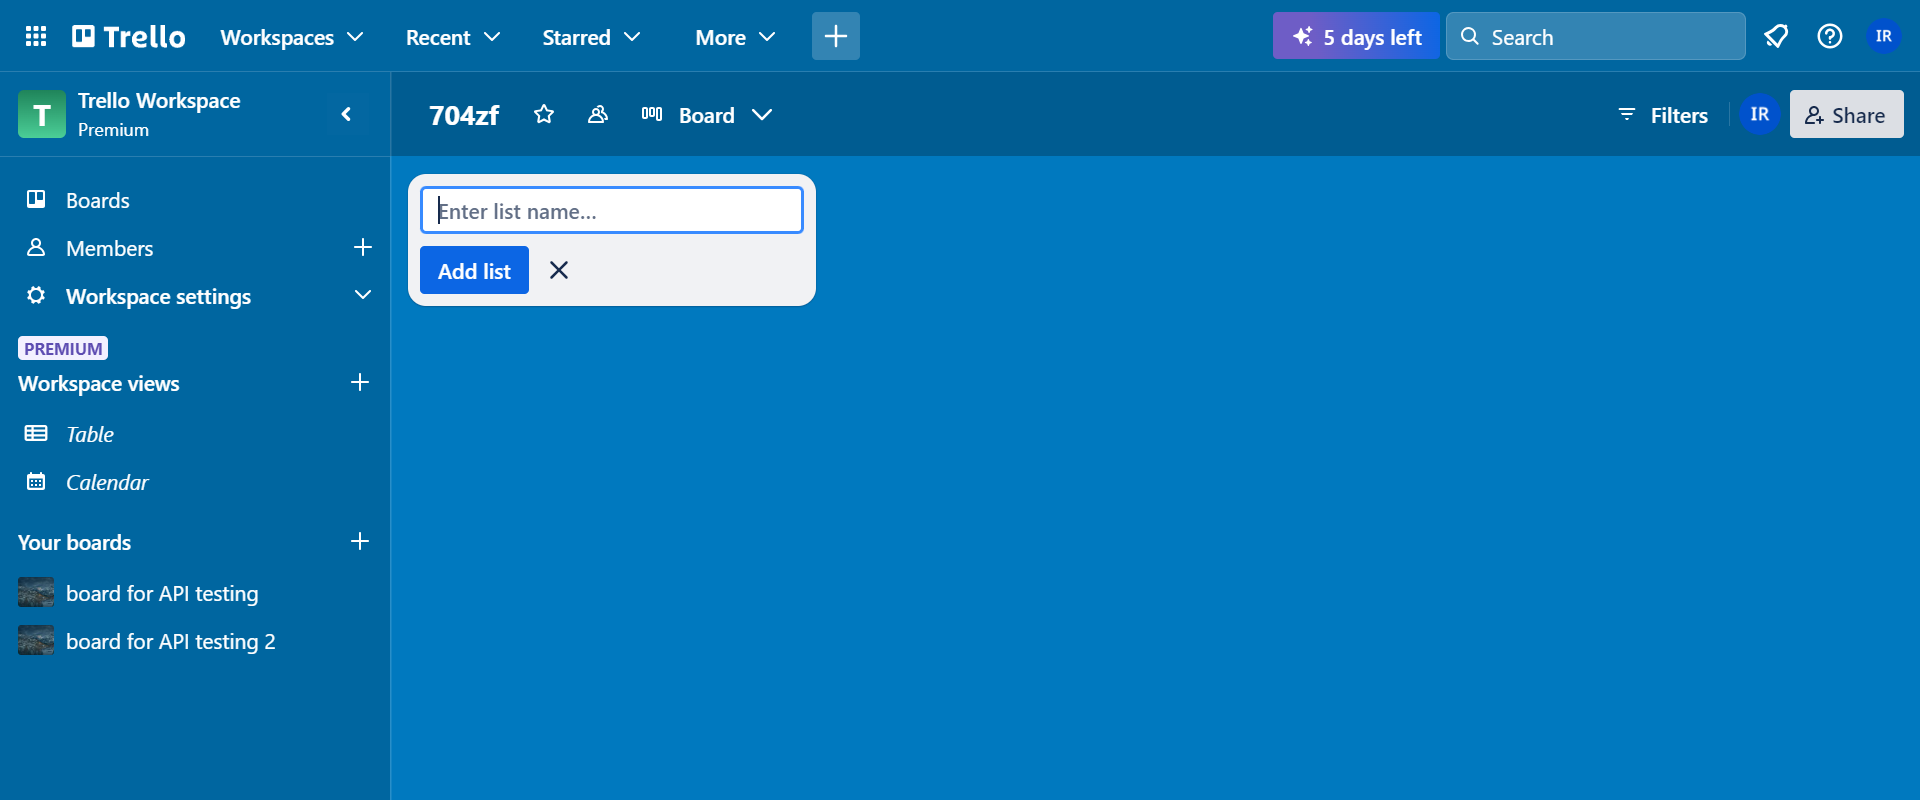 Trello
Workspaces
Recent
Starred
More
5 days left
Search
IR
T
Trello Workspace
Premium
704zf
Board
Filters
IR
Share
Boards
Members
Workspace settings
PREMIUM
Workspace views
Table
Calendar
Your boards
board for API testing
board for API testing 2
Enter list name…
Add list